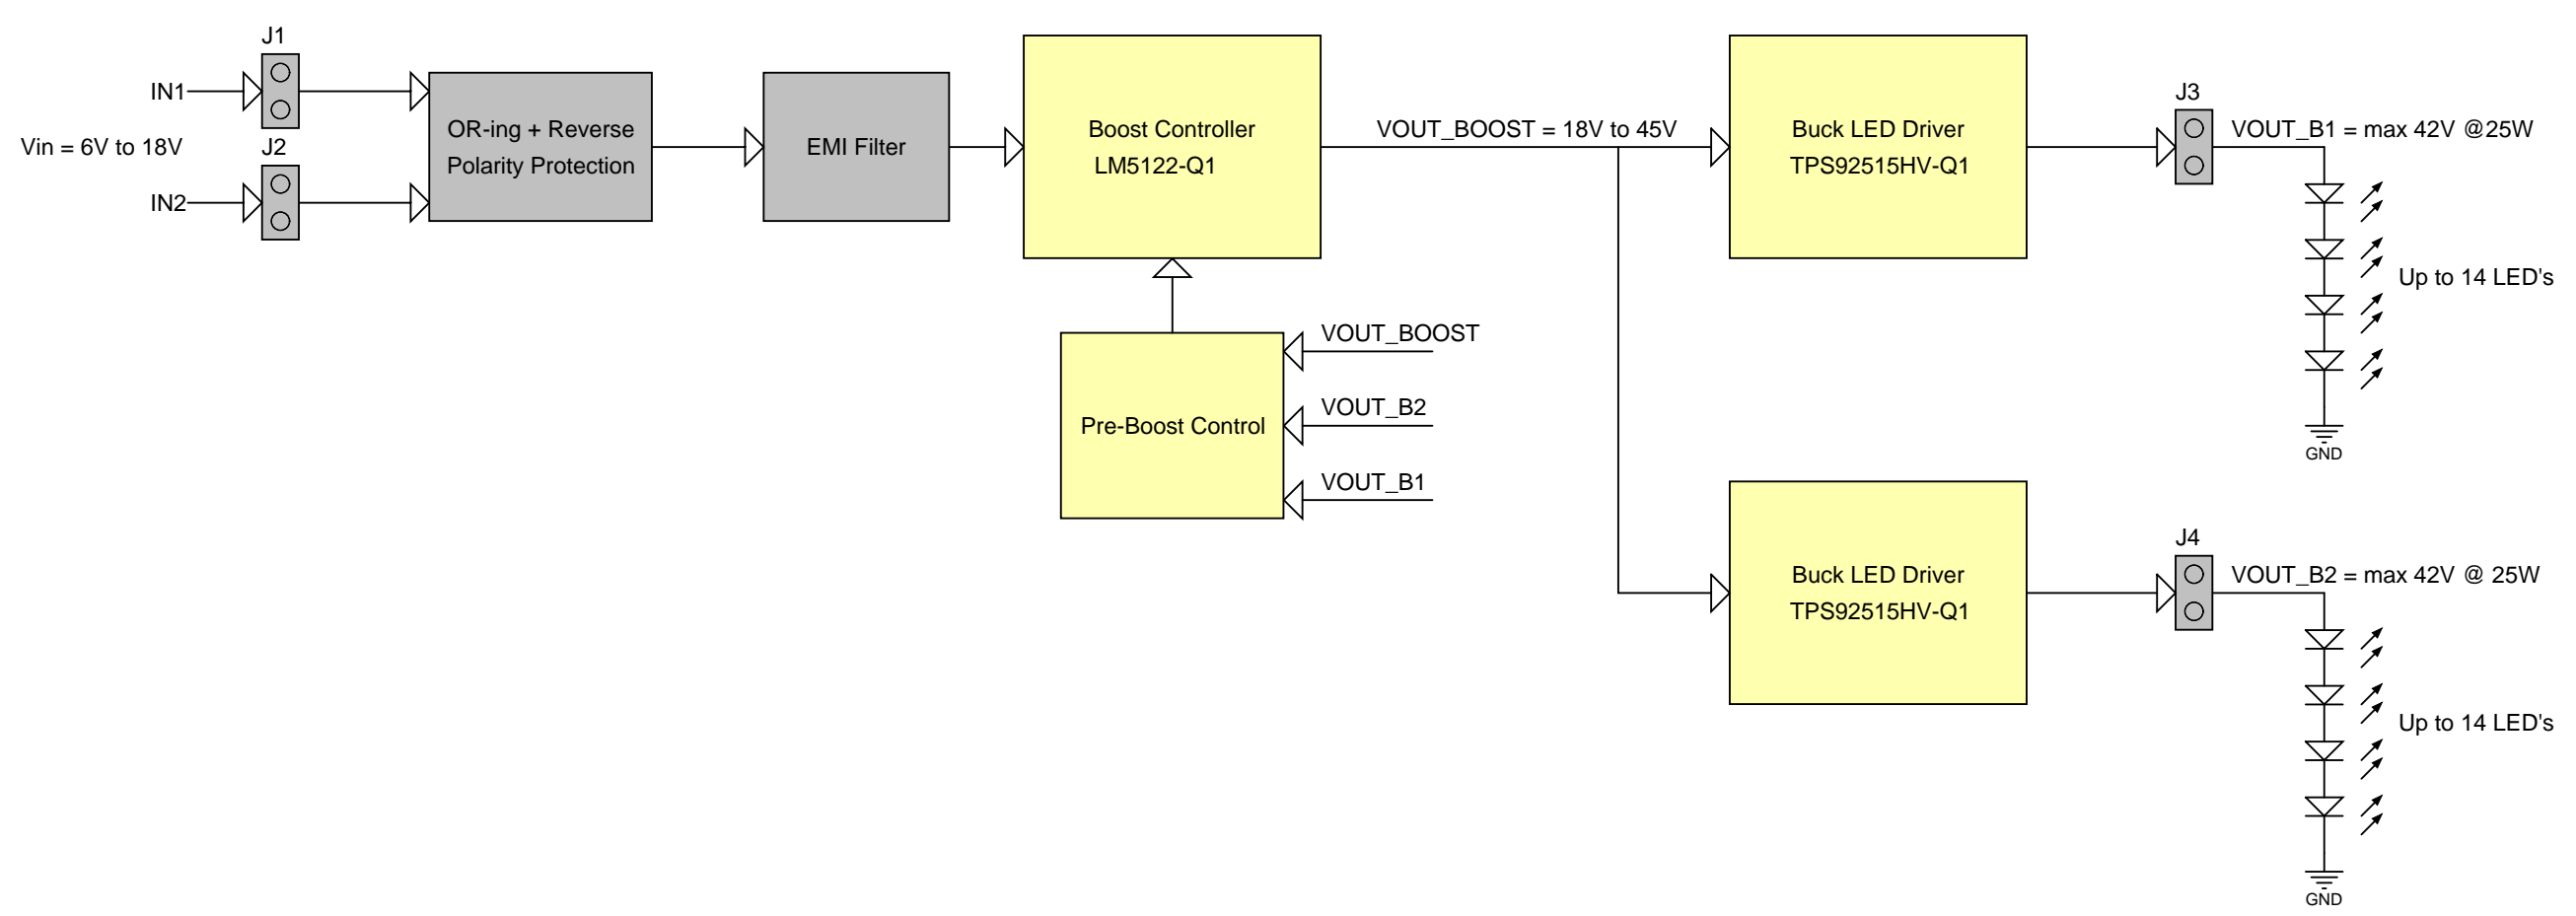 J1
IN1
Vin = 6V to 18V
J2
IN2
OR-ing + Reverse
Polarity Protection
EMI Filter
Boost Controller
LM5122-Q1
VOUT_BOOST = 18V to 45V
Buck LED Driver
TPS92515HV-Q1
J3
VOUT_B1 = max 42V @25W
Up to 14 LED's
GND
Pre-Boost Control
VOUT_BOOST
VOUT_B2
VOUT_B1
Buck LED Driver
TPS92515HV-Q1
J4
VOUT_B2 = max 42V @ 25W
Up to 14 LED's
GND